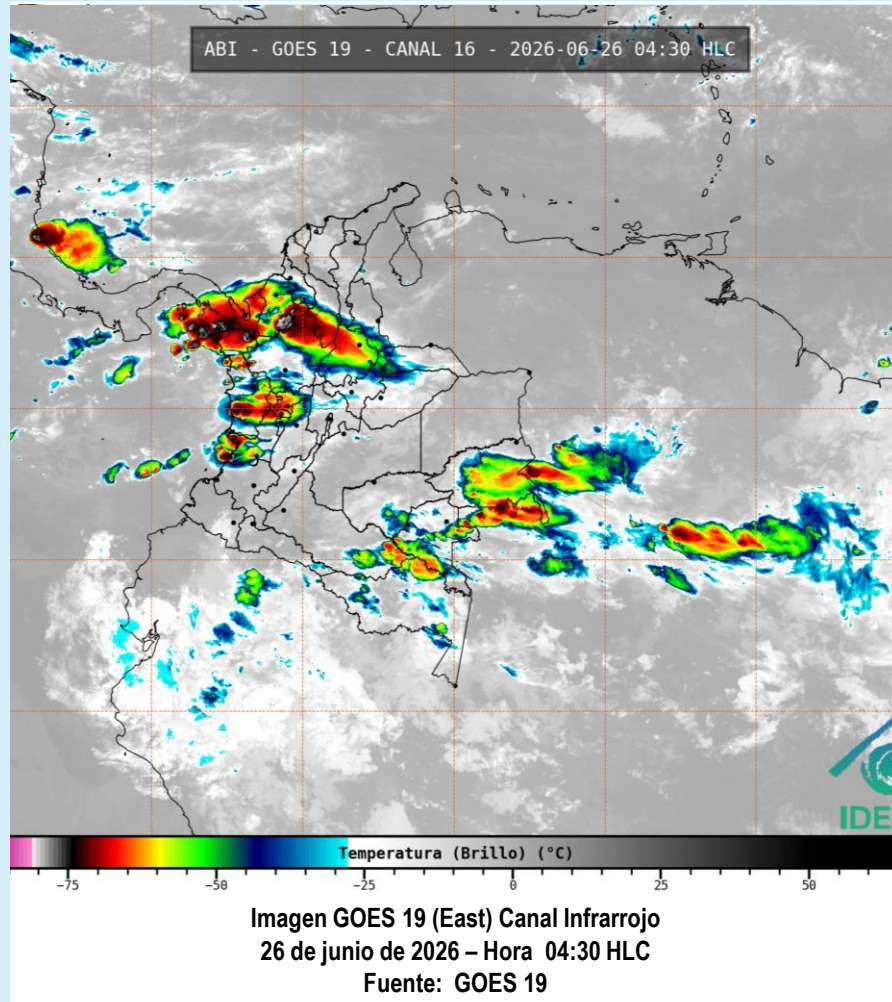 ABI - GOES 19 - CANAL 16 - 2026-06-26 04:30 HLC
IDE
Temperatura (Brillo) (°C)
−75 −50 −25 0 25 50
Imagen GOES 19 (East) Canal Infrarrojo
26 de junio de 2026 – Hora 04:30 HLC
Fuente: GOES 19